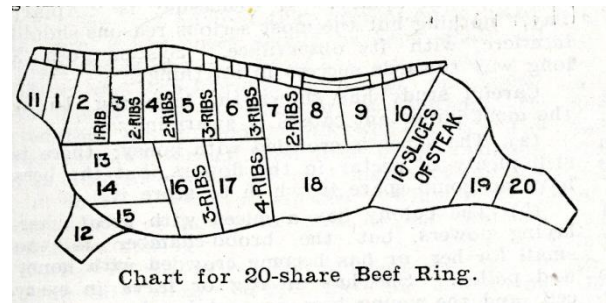 11 1 2 3 4 5 6 7 8 9 10
1-RIB 2-RIBS 2-RIBS 3-RIBS 3-RIBS 2-RIBS
10-SLICES
OF STEAK
13
14 16 17 18
3-RIBS 4-RIBS
15
12
19 20
Chart for 20-share Beef Ring.